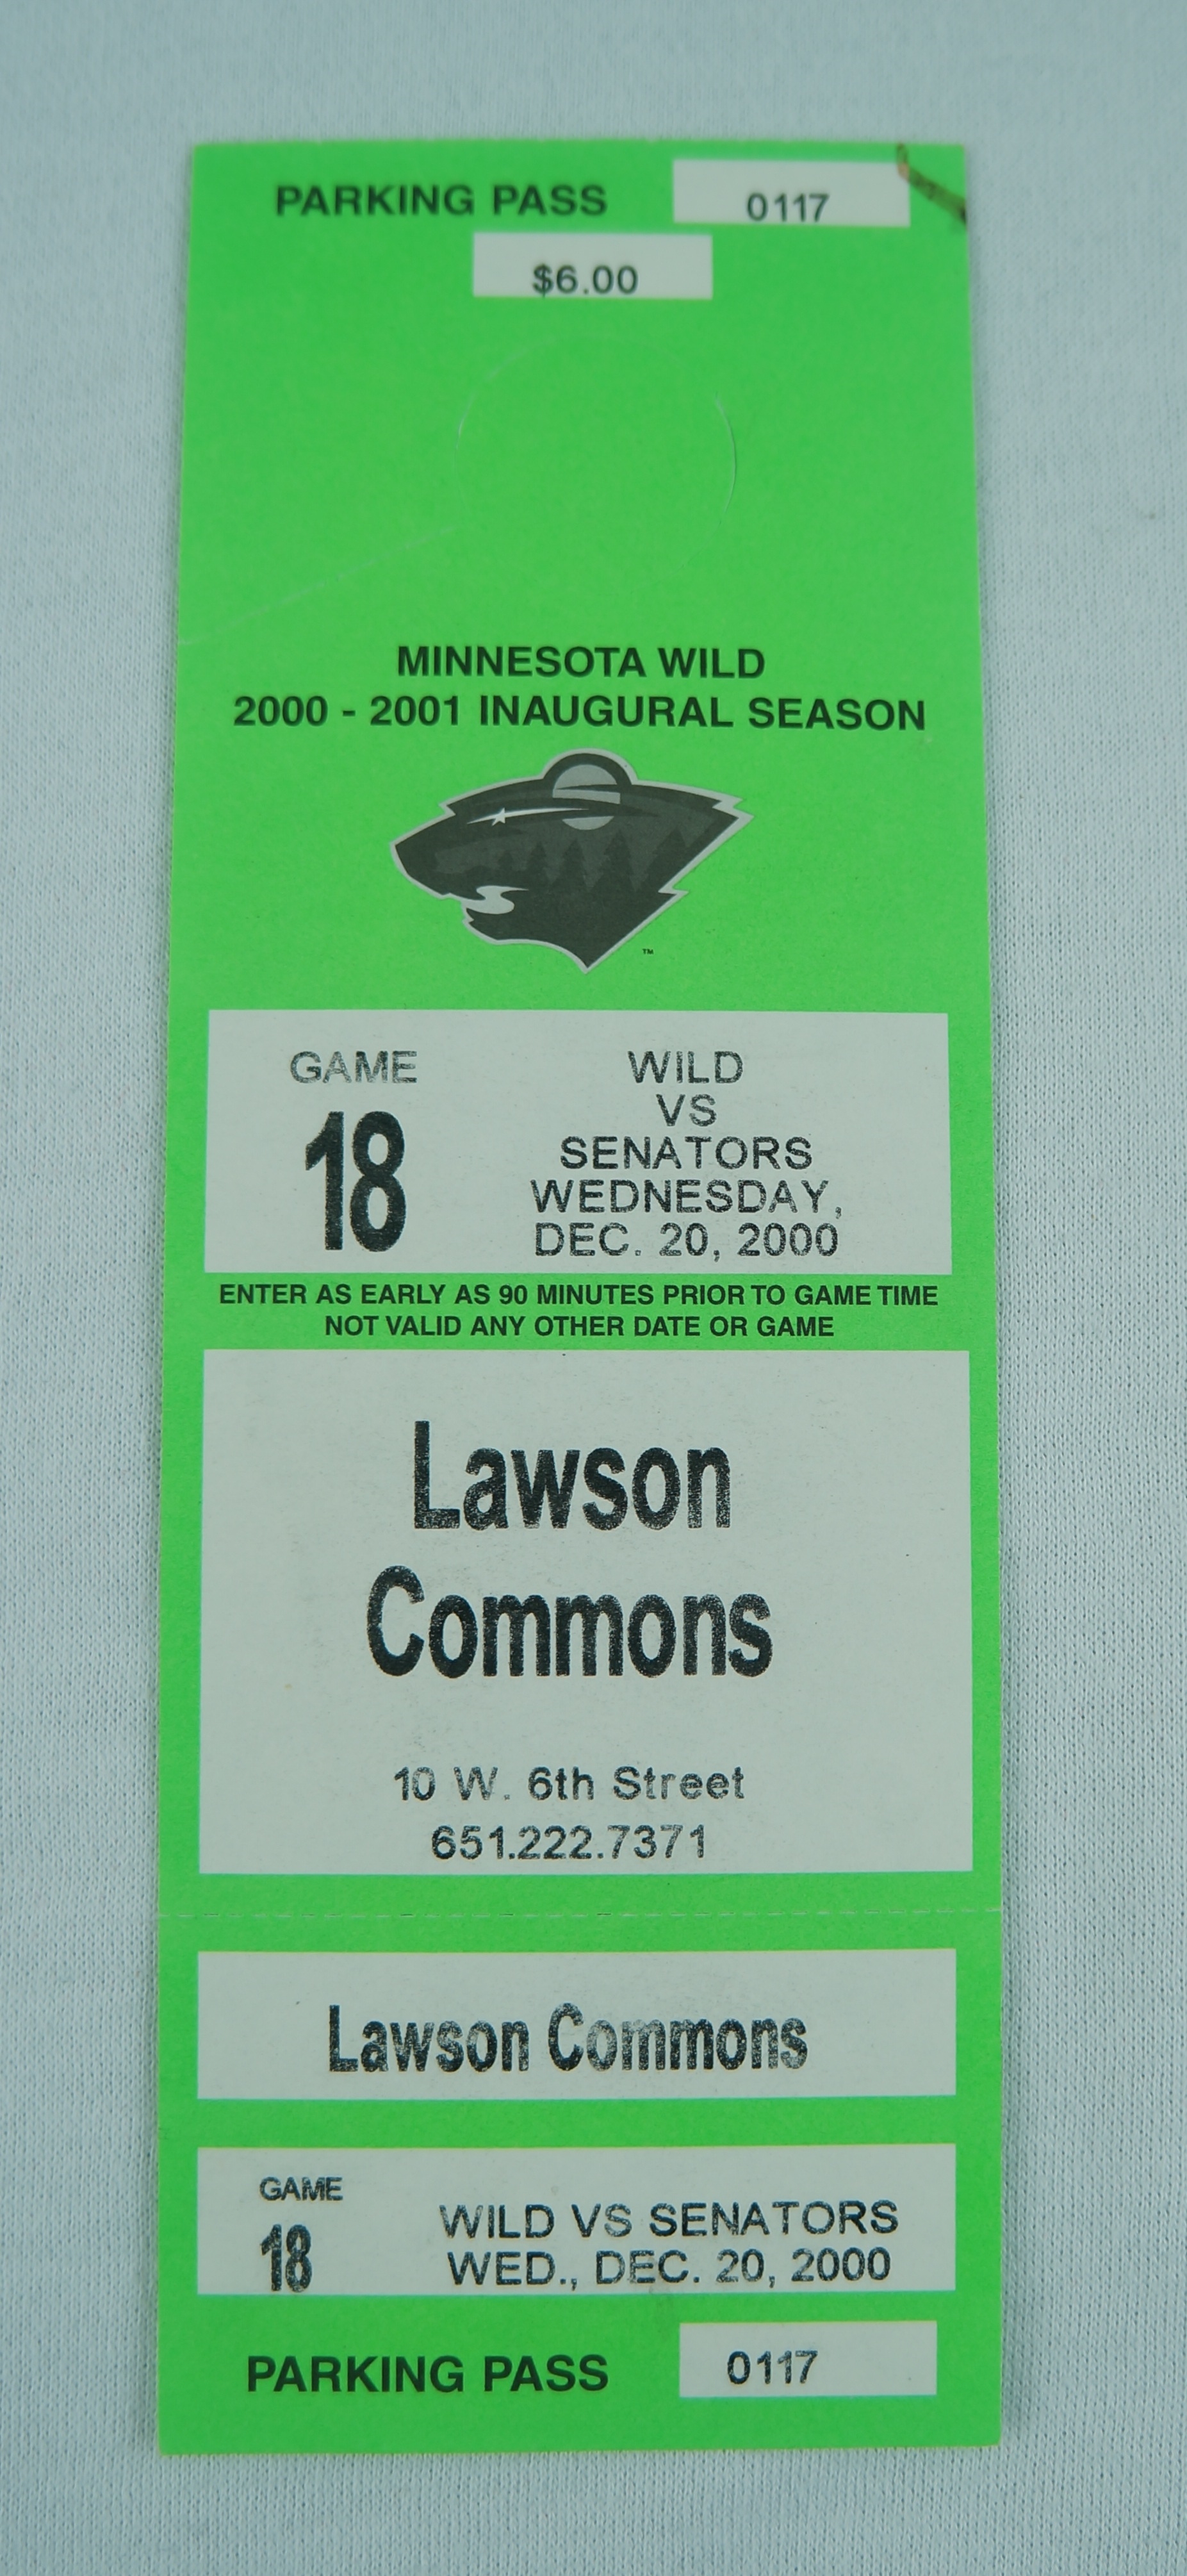 PARKING PASS 0117
$6.00
MINNESOTA WILD
2000 - 2001 INAUGURAL SEASON
TM
GAME
18
WILD
VS
SENATORS
WEDNESDAY,
DEC. 20, 2000
ENTER AS EARLY AS 90 MINUTES PRIOR TO GAME TIME
NOT VALID ANY OTHER DATE OR GAME
Lawson
Commons
10 W. 6th Street
651.222.7371
Lawson Commons
GAME
18
WILD VS SENATORS
WED., DEC. 20, 2000
PARKING PASS 0117